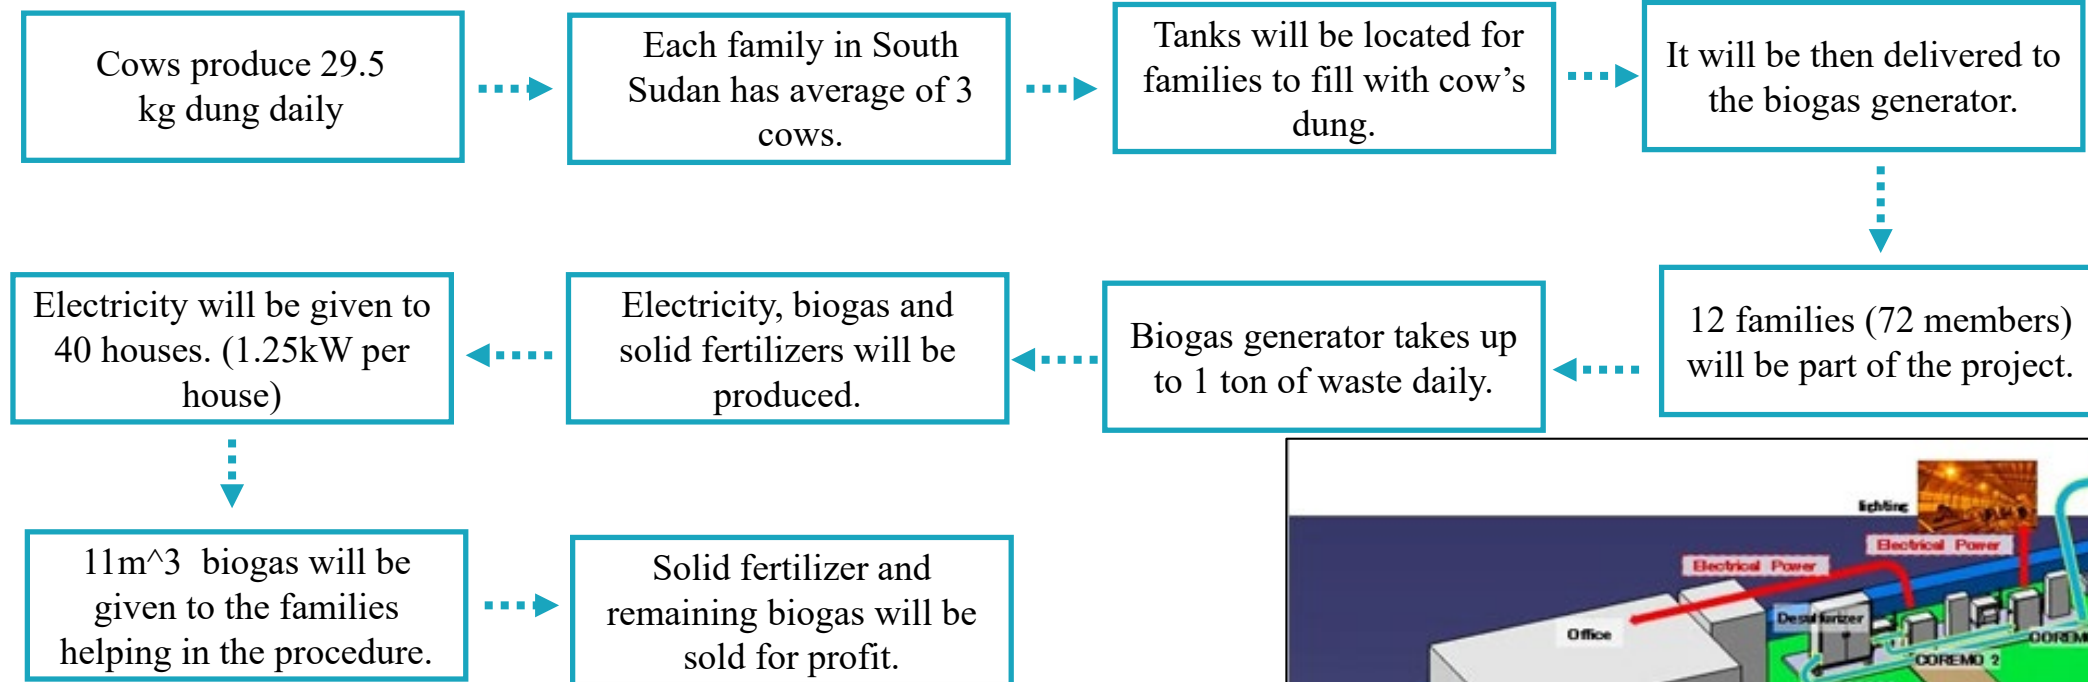 Cows produce 29.5
kg dung daily
Each family in South
Sudan has average of 3
cows.
Tanks will be located for
families to fill with cow’s
dung.
It will be then delivered to
the biogas generator.
12 families (72 members)
will be part of the project.
Biogas generator takes up
to 1 ton of waste daily.
Electricity, biogas and
solid fertilizers will be
produced.
Electricity will be given to
40 houses. (1.25kW per
house)
11m^3 biogas will be
given to the families
helping in the procedure.
Solid fertilizer and
remaining biogas will be
sold for profit.
lighting
Electrical Power
Electrical Power
Office
Desulfurizer
COREMO 2